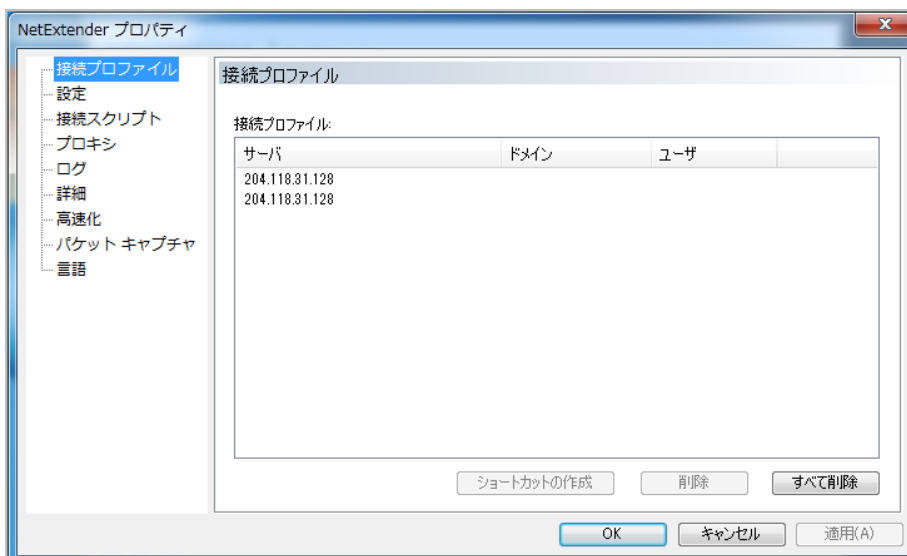 NetExtender プロパティ
接続プロファイル
設定
接続スクリプト
プロキシ
ログ
詳細
高速化
パケット キャプチャ
言語
接続プロファイル
接続プロファイル:
サーバ ドメイン ユーザ
204.118.31.128
204.118.31.128
ショートカットの作成 削除 すべて削除
OK キャンセル 適用(A)